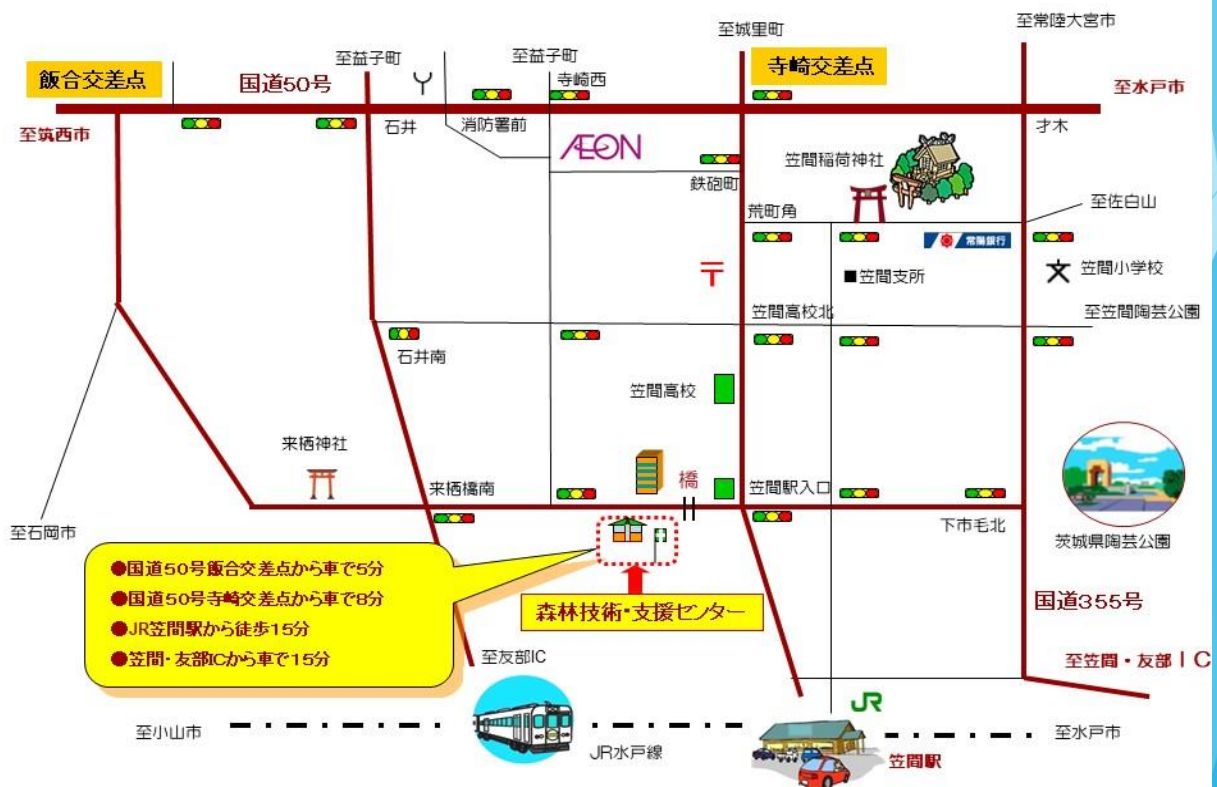 至常陸大宮市
至城里町
至益子町
至益子町
飯合交差点
国道50号
寺崎西
寺崎交差点
至水戸市
至筑西市
石井
消防署前
才木
ÆON
笠間稲荷神社
鉄砲町
荒町角
至佐白山
常陽銀行
〒
■笠間支所
文
笠間小学校
笠間高校北
至笠間陶芸公園
石井南
笠間高校
来栖神社
来栖橋南
橋
笠間駅入口
下市毛北
至石岡市
茨城県陶芸公園
●国道50号飯合交差点から車で5分
●国道50号寺崎交差点から車で8分
●JR笠間駅から徒歩15分
●笠間・友部ICから車で15分
森林技術・支援センター
国道355号
至友部IC
至笠間・友部IC
JR
至小山市
JR水戸線
笠間駅
至水戸市